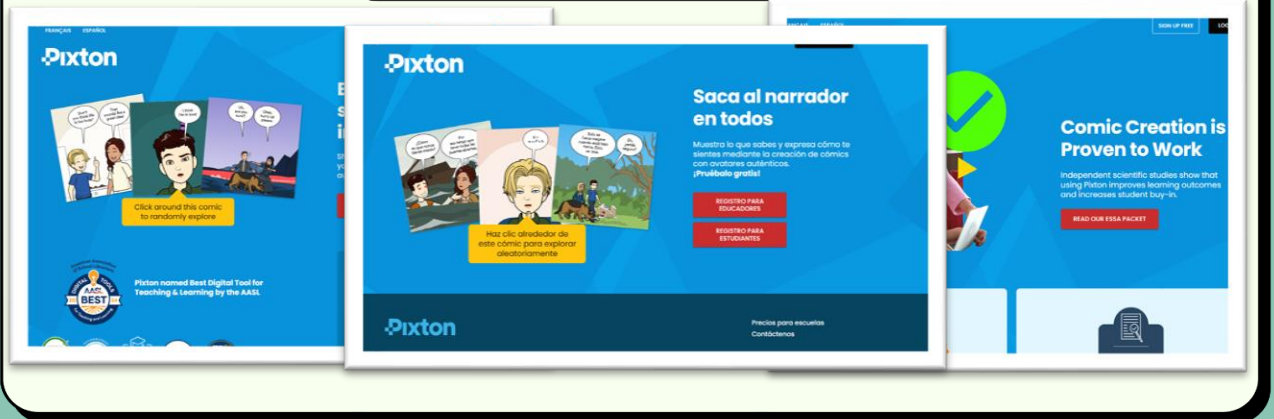 FRANÇAIS ESPAÑOL
Pixton
Click around this comic
to randomly explore
AASL
BEST
Pixton named Best Digital Tool for
Teaching & Learning by the AASL
Pixton
Saca al narrador
en todos
Muestra lo que sabes y expresa cómo te
sientes mediante la creación de cómics
con avatares auténticos.
¡Pruébalo gratis!
REGISTRO PARA
EDUCADORES
REGISTRO PARA
ESTUDIANTES
Haz clic alrededor de
este cómic para explorar
aleatoriamente
Pixton
Precios para escuelas
Contáctenos
ESPAÑOL
SIGN UP FREE
Comic Creation is
Proven to Work
Independent scientific studies show that
using Pixton improves learning outcomes
and increases student buy-in.
READ OUR ESSA PACKET